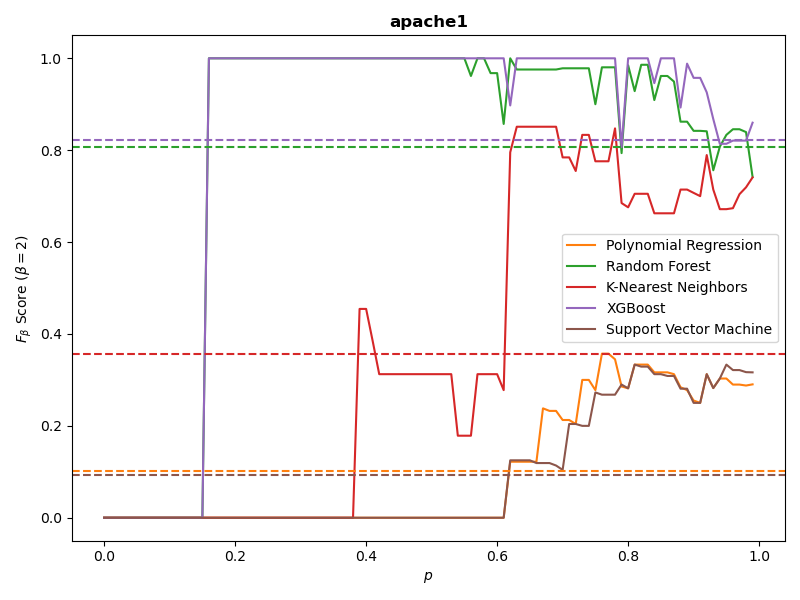 apache1
1.0
0.8
0.6
0.4
0.2
0.0
F_β Score (β = 2)
Polynomial Regression
Random Forest
K-Nearest Neighbors
XGBoost
Support Vector Machine
0.0 0.2 0.4 0.6 0.8 1.0
p